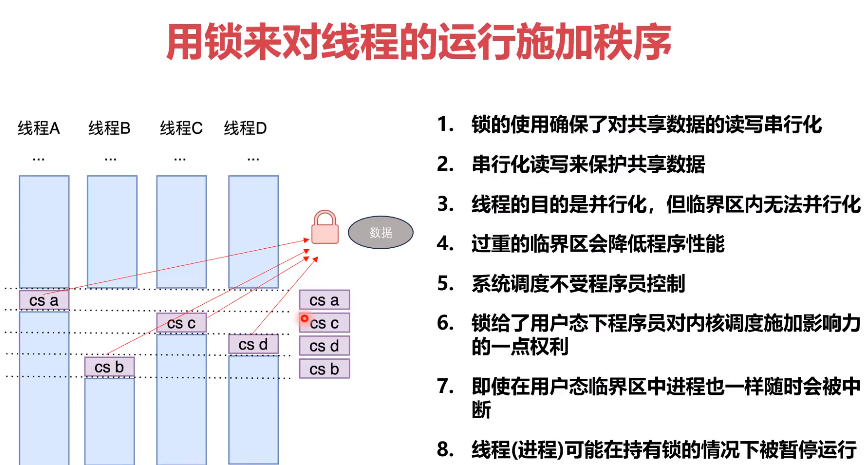 用锁来对线程的运行施加秩序
线程A 线程B 线程C 线程D
... ... ... ...
数据
cs a
cs c
cs d
cs b
cs a
cs c
cs d
cs b
1. 锁的使用确保了对共享数据的读写串行化
2. 串行化读写来保护共享数据
3. 线程的目的是并行化，但临界区内无法并行化
4. 过重的临界区会降低程序性能
5. 系统调度不受程序员控制
6. 锁给了用户态下程序员对内核调度施加影响力
的一点权利
7. 即使在用户态临界区中进程也一样随时会被中
断
8. 线程(进程)可能在持有锁的情况下被暂停运行